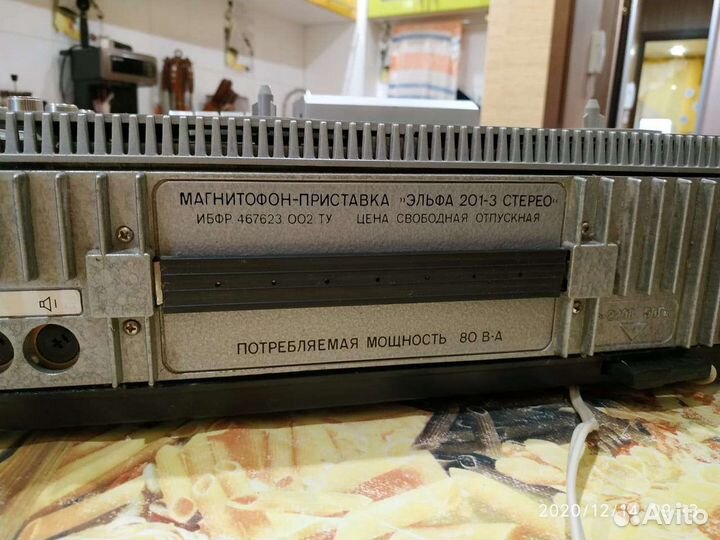 МАГНИТОФОН-ПРИСТАВКА "ЭЛЬФА 201-3 СТЕРЕО"
ИБФР. 467623.002 ТУ ЦЕНА СВОБОДНАЯ ОТПУСКНАЯ
ПОТРЕБЛЯЕМАЯ МОЩНОСТЬ 80 В-А
2020/12/14
Avito